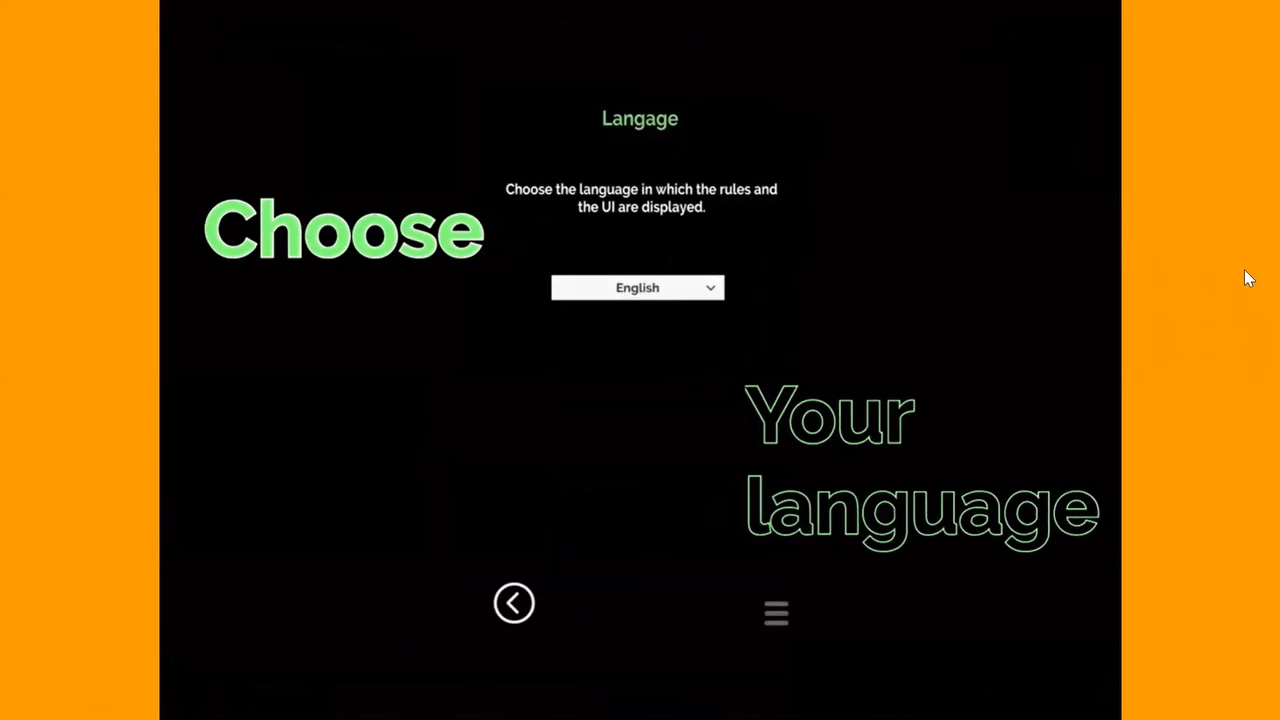 Langage
Choose the language in which the rules and
the UI are displayed.
Choose
English
Your
language